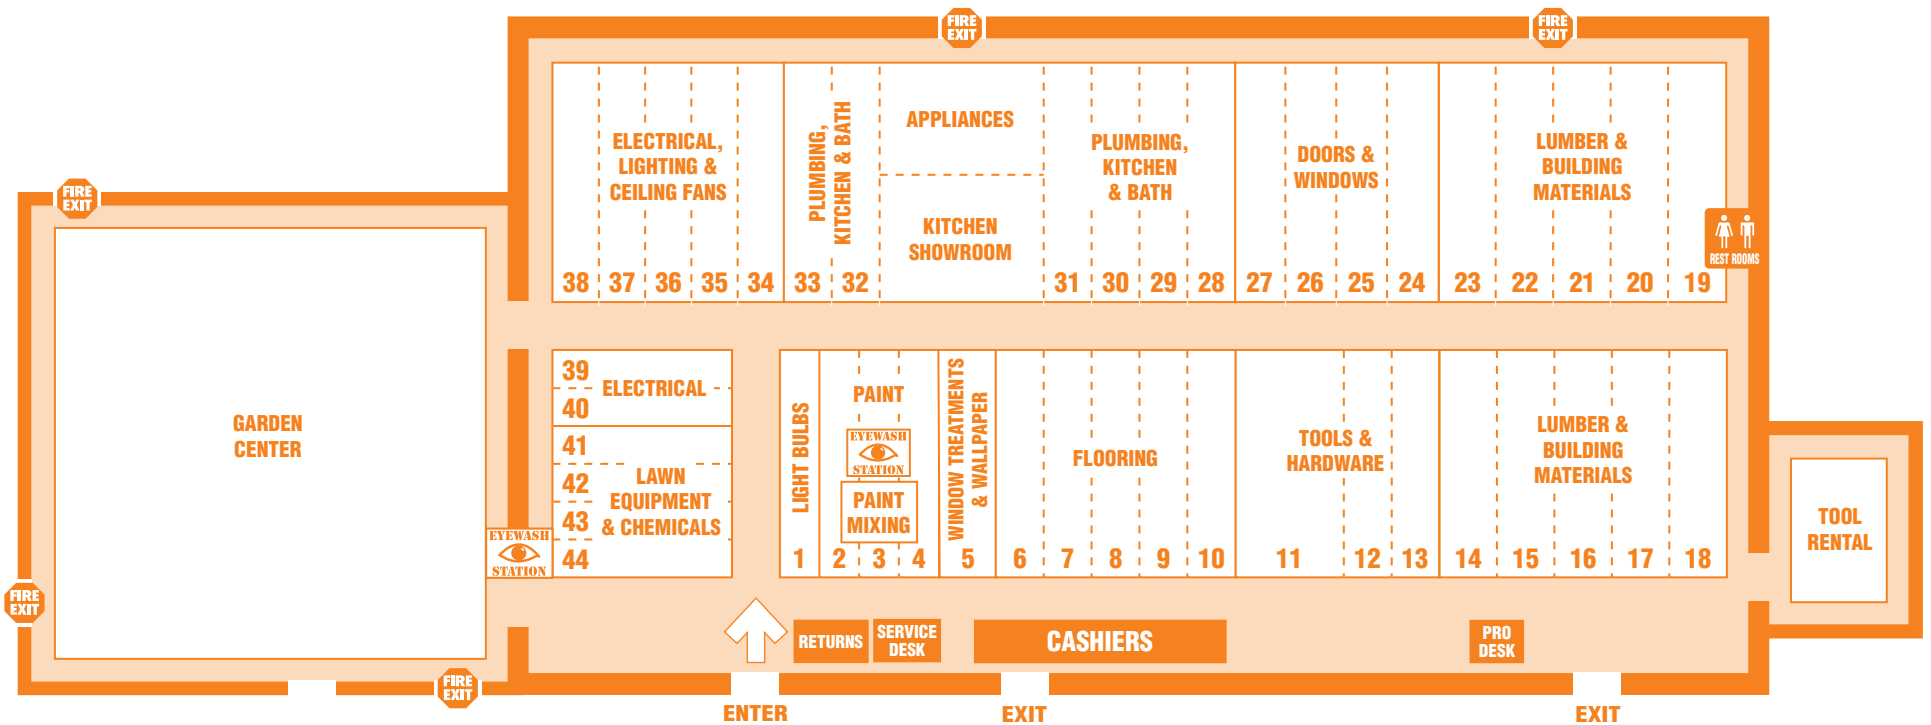 FIRE
EXIT
FIRE
EXIT
FIRE
EXIT
ELECTRICAL,
LIGHTING &
CEILING FANS
38
37
36
35
34
PLUMBING,
KITCHEN & BATH
33
32
APPLIANCES
KITCHEN
SHOWROOM
PLUMBING,
KITCHEN
& BATH
31
30
29
28
DOORS &
WINDOWS
27
26
25
24
LUMBER &
BUILDING
MATERIALS
23
22
21
20
19
REST ROOMS
GARDEN
CENTER
39
40
ELECTRICAL
41
42
43
44
LAWN
EQUIPMENT
& CHEMICALS
EYEWASH
STATION
LIGHT BULBS
1
PAINT
EYEWASH
STATION
PAINT
MIXING
2
3
4
WINDOW TREATMENTS
& WALLPAPER
5
FLOORING
6
7
8
9
10
TOOLS &
HARDWARE
11
12
13
LUMBER &
BUILDING
MATERIALS
14
15
16
17
18
TOOL
RENTAL
FIRE
EXIT
FIRE
EXIT
RETURNS
SERVICE
DESK
CASHIERS
PRO
DESK
ENTER
EXIT
EXIT